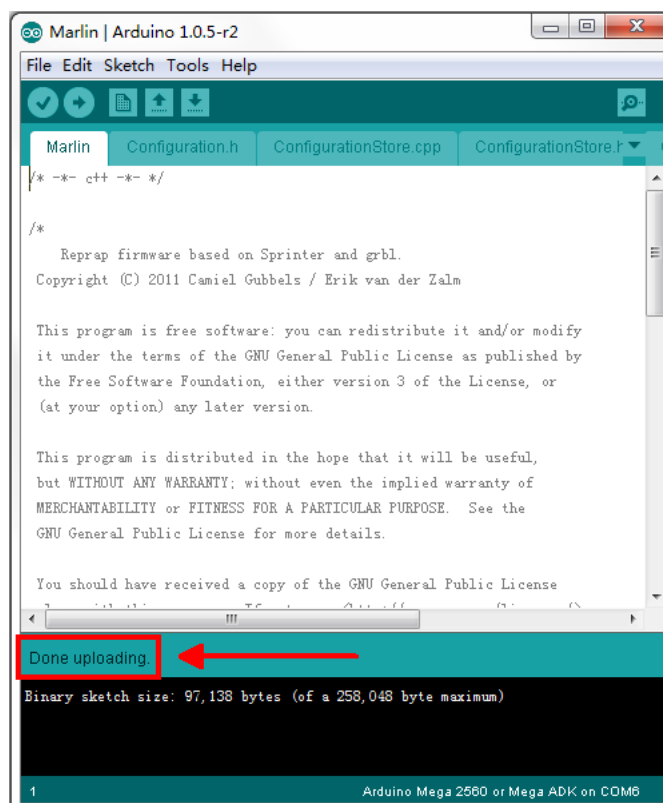 Marlin | Arduino 1.0.5-r2
File Edit Sketch Tools Help
Marlin Configuration.h ConfigurationStore.cpp ConfigurationStore.h
/* -*- c++ -*- */
/*
Reprap firmware based on Sprinter and grbl.
Copyright (C) 2011 Camiel Gubbels / Erik van der Zalm
This program is free software: you can redistribute it and/or modify
it under the terms of the GNU General Public License as published by
the Free Software Foundation, either version 3 of the License, or
(at your option) any later version.
This program is distributed in the hope that it will be useful,
but WITHOUT ANY WARRANTY; without even the implied warranty of
MERCHANTABILITY or FITNESS FOR A PARTICULAR PURPOSE. See the
GNU General Public License for more details.
You should have received a copy of the GNU General Public License
Done uploading.
Binary sketch size: 97,138 bytes (of a 258,048 byte maximum)
1 Arduino Mega 2560 or Mega ADK on COM6